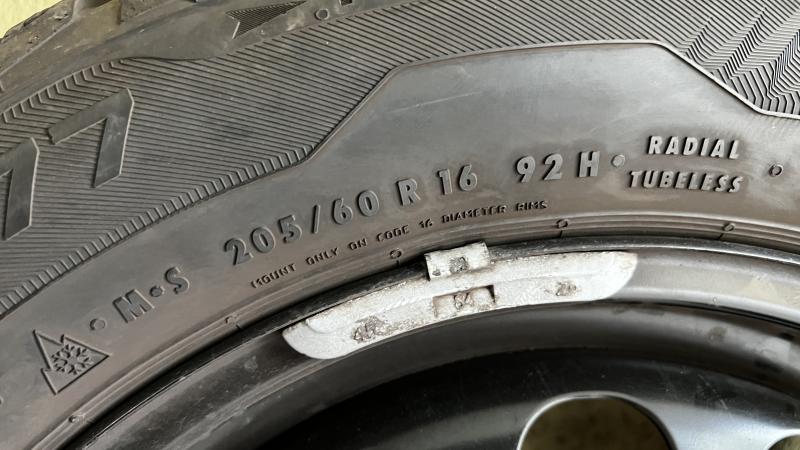 M•S 205/60 R 16 92 H • RADIAL
TUBELESS
MOUNT ONLY ON CODE 16 DIAMETER RIMS